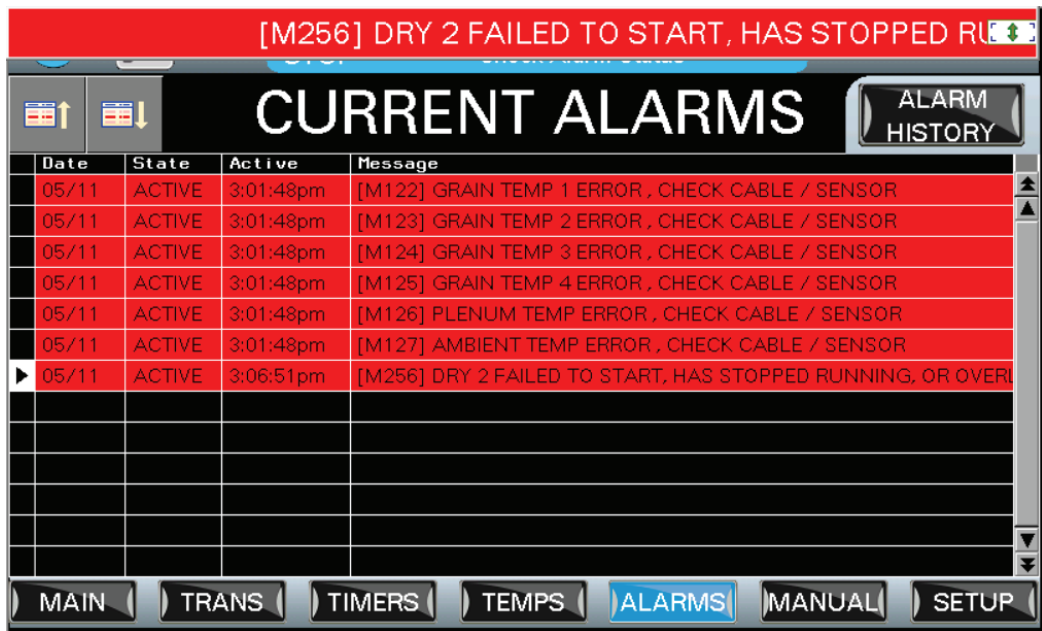 [M256] DRY 2 FAILED TO START, HAS STOPPED
CURRENT ALARMS
ALARM
HISTORY
Date State Active Message
05/11 ACTIVE 3:01:48pm [M122] GRAIN TEMP 1 ERROR , CHECK CABLE / SENSOR
05/11 ACTIVE 3:01:48pm [M123] GRAIN TEMP 2 ERROR , CHECK CABLE / SENSOR
05/11 ACTIVE 3:01:48pm [M124] GRAIN TEMP 3 ERROR , CHECK CABLE / SENSOR
05/11 ACTIVE 3:01:48pm [M125] GRAIN TEMP 4 ERROR , CHECK CABLE / SENSOR
05/11 ACTIVE 3:01:48pm [M126] PLENUM TEMP ERROR , CHECK CABLE / SENSOR
05/11 ACTIVE 3:01:48pm [M127] AMBIENT TEMP ERROR , CHECK CABLE / SENSOR
05/11 ACTIVE 3:06:51pm [M256] DRY 2 FAILED TO START, HAS STOPPED RUNNING, OR
MAIN TRANS TIMERS TEMPS ALARMS MANUAL SETUP